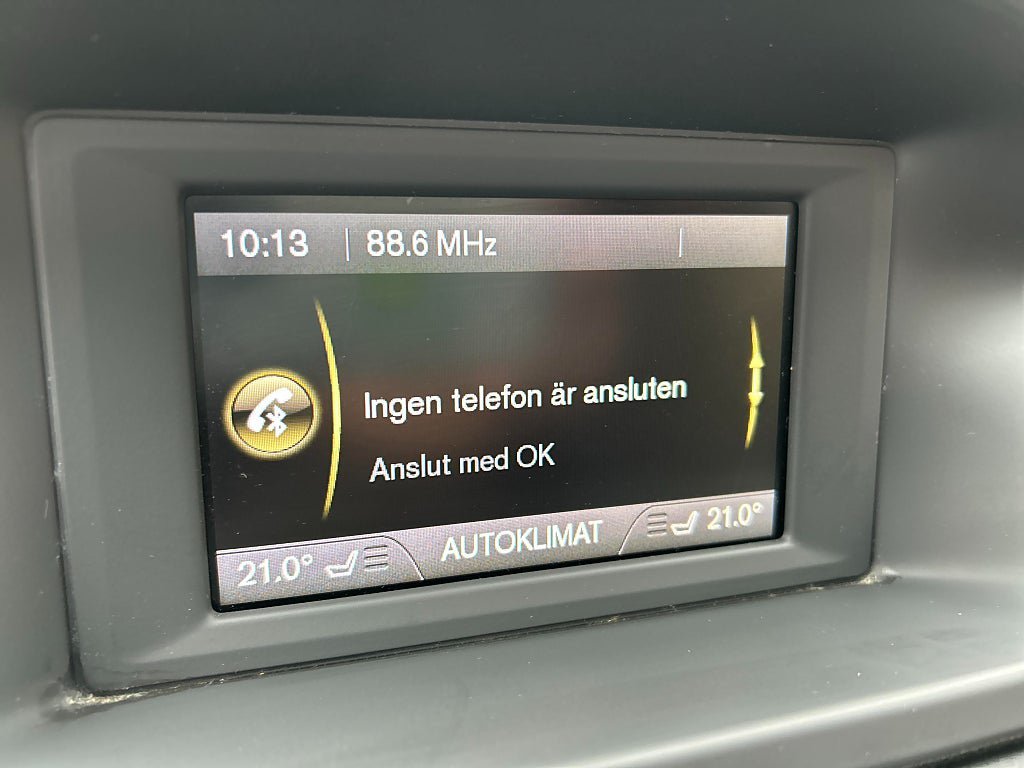 10:13 | 88.6 MHz |
Ingen telefon är ansluten
Anslut med OK
21.0° AUTOKLIMAT 21.0°